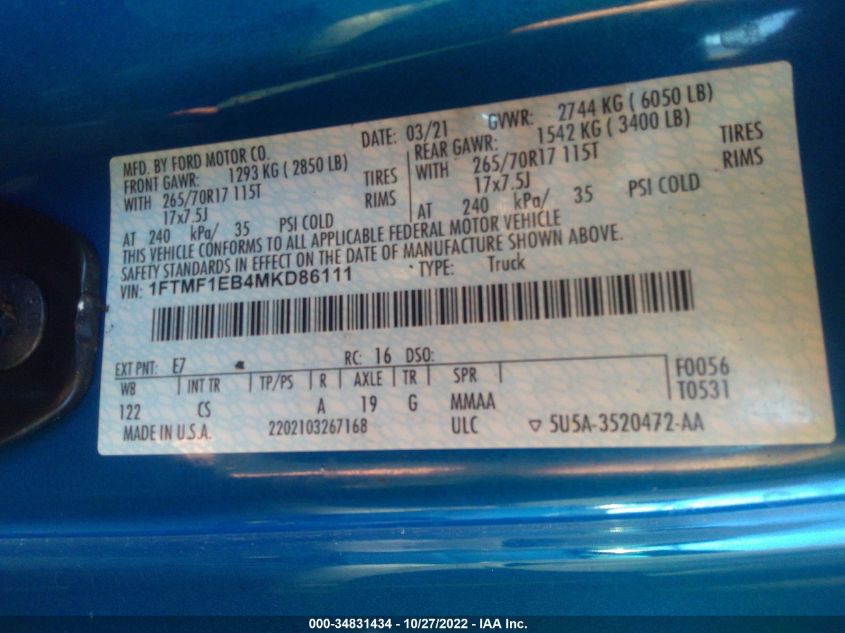 MFD. BY FORD MOTOR CO.
DATE: 03/21
GVWR: 2744 KG ( 6050 LB)
FRONT GAWR: 1293 KG ( 2850 LB)
WITH 265/70R17 115T TIRES
17x7.5J RIMS
AT 240 kPa/ 35 PSI COLD
REAR GAWR: 1542 KG ( 3400 LB)
WITH 265/70R17 115T TIRES
17x7.5J RIMS
AT 240 kPa/ 35 PSI COLD
THIS VEHICLE CONFORMS TO ALL APPLICABLE FEDERAL MOTOR VEHICLE
SAFETY STANDARDS IN EFFECT ON THE DATE OF MANUFACTURE SHOWN ABOVE.
VIN: 1FTMF1EB4MKD86111 TYPE: Truck
EXT PNT: E7 RC: 16 DSO:
WB INT TR TP/PS R AXLE TR SPR
122 CS A 19 G MMAA
F0056
T0531
MADE IN U.S.A. 2202103267168 ULC ▽ 5U5A-3520472-AA
000-34831434 - 10/27/2022 - IAA Inc.